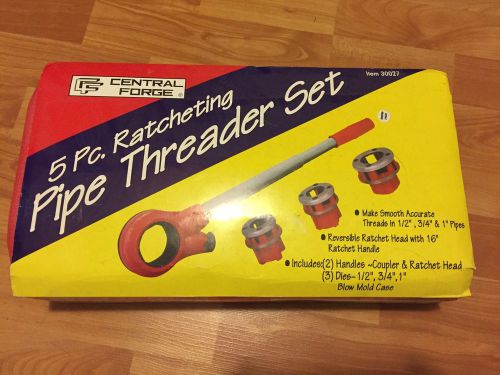 CENTRAL
FORGE ®
Item 30027
5 Pc. Ratcheting
Pipe Threader Set
• Make Smooth Accurate
Threads in 1/2", 3/4" & 1" Pipes
• Reversible Ratchet Head with 16"
Ratchet Handle
• Includes:(2) Handles ~Coupler & Ratchet Head
(3) Dies- 1/2", 3/4", 1"
Blow Mold Case